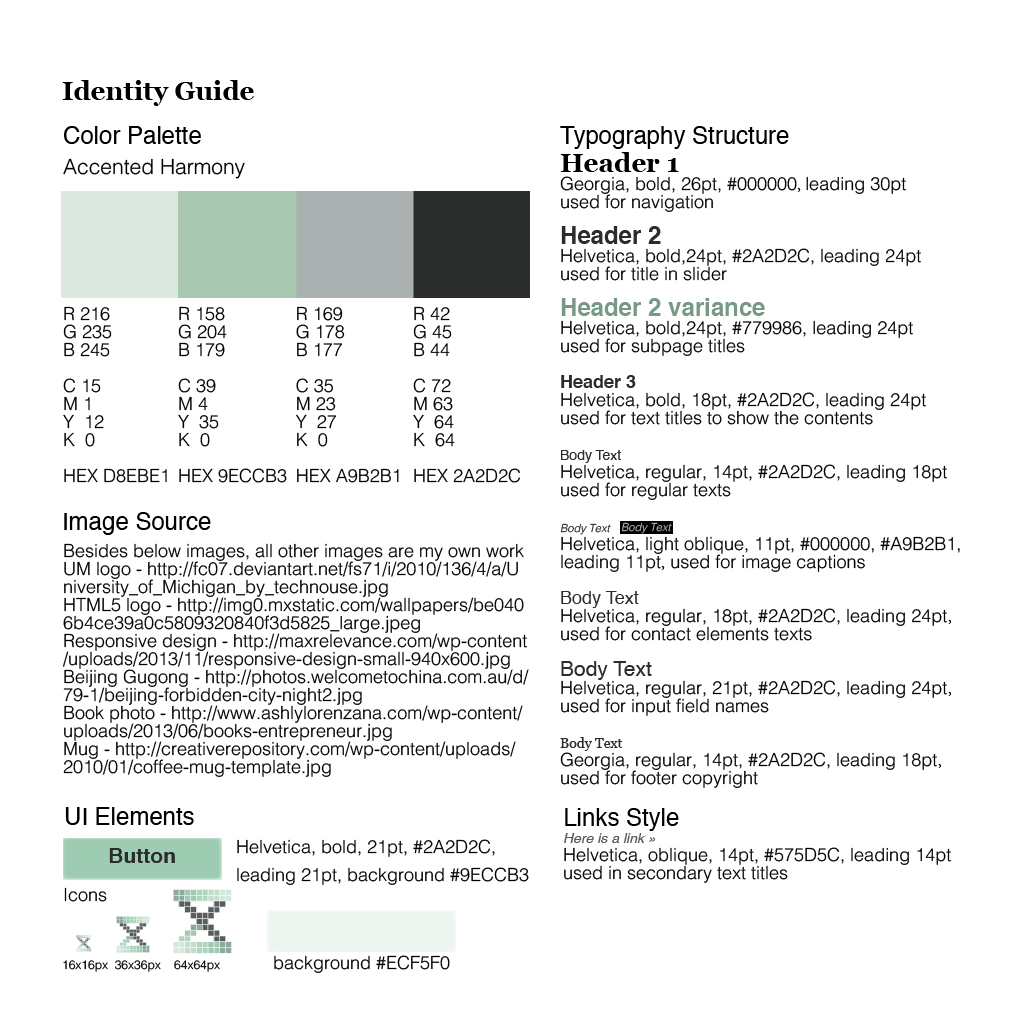 Identity Guide
Color Palette
Accented Harmony
R 216
G 235
B 245
C 15
M 1
Y 12
K 0
HEX D8EBE1
R 158
G 204
B 179
C 39
M 4
Y 35
K 0
HEX 9ECCB3
R 169
G 178
B 177
C 35
M 23
Y 27
K 0
HEX A9B2B1
R 42
G 45
B 44
C 72
M 63
Y 64
K 64
HEX 2A2D2C
Image Source
Besides below images, all other images are my own work
UM logo - http://fc07.deviantart.net/fs71/i/2010/136/4/a/U
niversity_of_Michigan_by_technouse.jpg
HTML5 logo - http://img0.mxstatic.com/wallpapers/be040
6b4ce39a0c5809320840f3d5825_large.jpeg
Responsive design - http://maxrelevance.com/wp-content
/uploads/2013/11/responsive-design-small-940x600.jpg
Beijing Gugong - http://photos.welcometochina.com.au/d/
79-1/beijing-forbidden-city-night2.jpg
Book photo - http://www.ashlylorenzana.com/wp-content/
uploads/2013/06/books-entrepreneur.jpg
Mug - http://creativerepository.com/wp-content/uploads/
2010/01/coffee-mug-template.jpg
UI Elements
Button
Helvetica, bold, 21pt, #2A2D2C,
leading 21pt, background #9ECCB3
Icons
16x16px
36x36px
64x64px
background #ECF5F0
Typography Structure
Header 1
Georgia, bold, 26pt, #000000, leading 30pt
used for navigation
Header 2
Helvetica, bold,24pt, #2A2D2C, leading 24pt
used for title in slider
Header 2 variance
Helvetica, bold,24pt, #779986, leading 24pt
used for subpage titles
Header 3
Helvetica, bold, 18pt, #2A2D2C, leading 24pt
used for text titles to show the contents
Body Text
Helvetica, regular, 14pt, #2A2D2C, leading 18pt
used for regular texts
Body Text Body Text
Helvetica, light oblique, 11pt, #000000, #A9B2B1,
leading 11pt, used for image captions
Body Text
Helvetica, regular, 18pt, #2A2D2C, leading 24pt,
used for contact elements texts
Body Text
Helvetica, regular, 21pt, #2A2D2C, leading 24pt,
used for input field names
Body Text
Georgia, regular, 14pt, #2A2D2C, leading 18pt,
used for footer copyright
Links Style
Here is a link »
Helvetica, oblique, 14pt, #575D5C, leading 14pt
used in secondary text titles